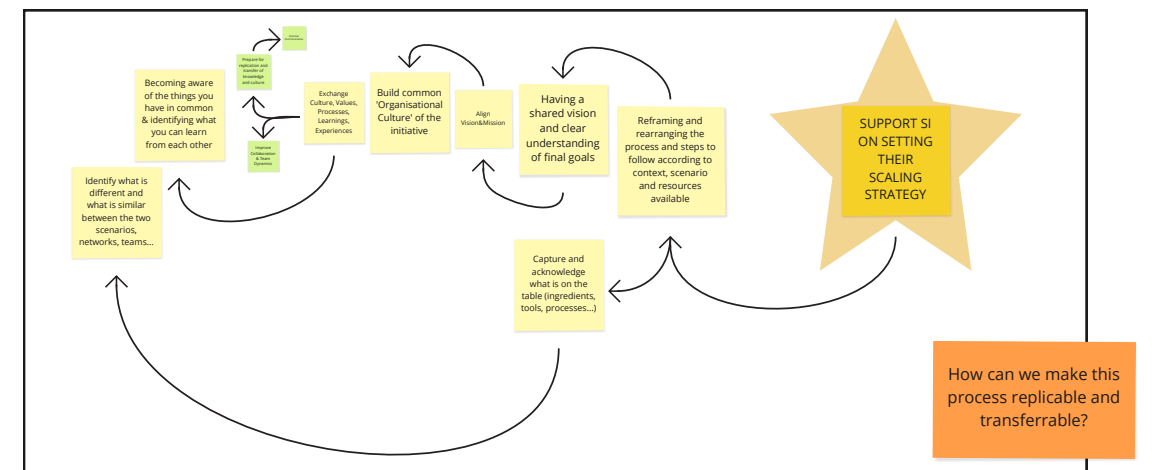 Becoming aware
of the things you
have in common
& identifying what
you can learn
from each other
Identify what is
different and
what is similar
between the two
scenarios,
networks, teams...
Prepare for
replication and
transfer of
knowledge
and culture
Improve
Collaboration
& Team
Dynamics
Exchange
Culture, Values,
Processes,
Learnings,
Experiences
Build common
'Organisational
Culture' of the
initiative
Align
Vision&Mission
Having a
shared vision
and clear
understanding
of final goals
Reframing and
rearranging the
process and steps to
follow according to
context, scenario
and resources
available
Capture and
acknowledge
what is on the
table (ingredients,
tools, processes...)
SUPPORT SI
ON SETTING
THEIR
SCALING
STRATEGY
How can we make this
process replicable and
transferrable?